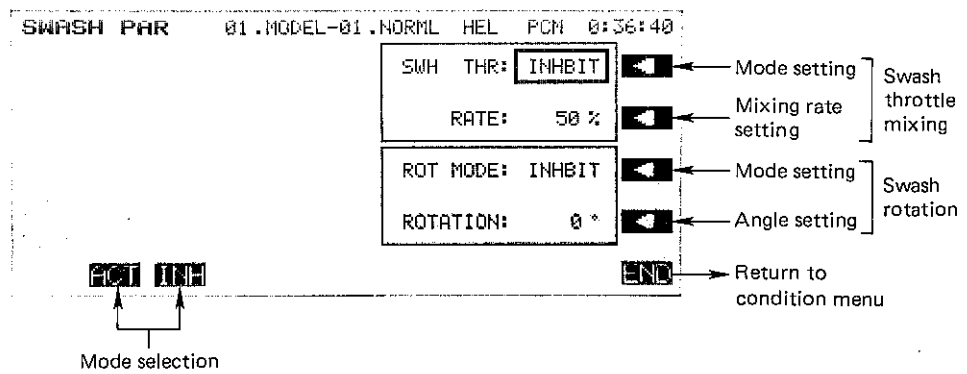 SWASH PAR 01.MODEL-01.NORML HEL PCM 0:36:40
SWH THR: INHBIT
Mode setting
RATE: 50 %
Mixing rate
setting
Swash
throttle
mixing
ROT MODE: INHBIT
Mode setting
ROTATION: 0 °
Angle setting
Swash
rotation
ACT INH
END
Return to
condition menu
Mode selection